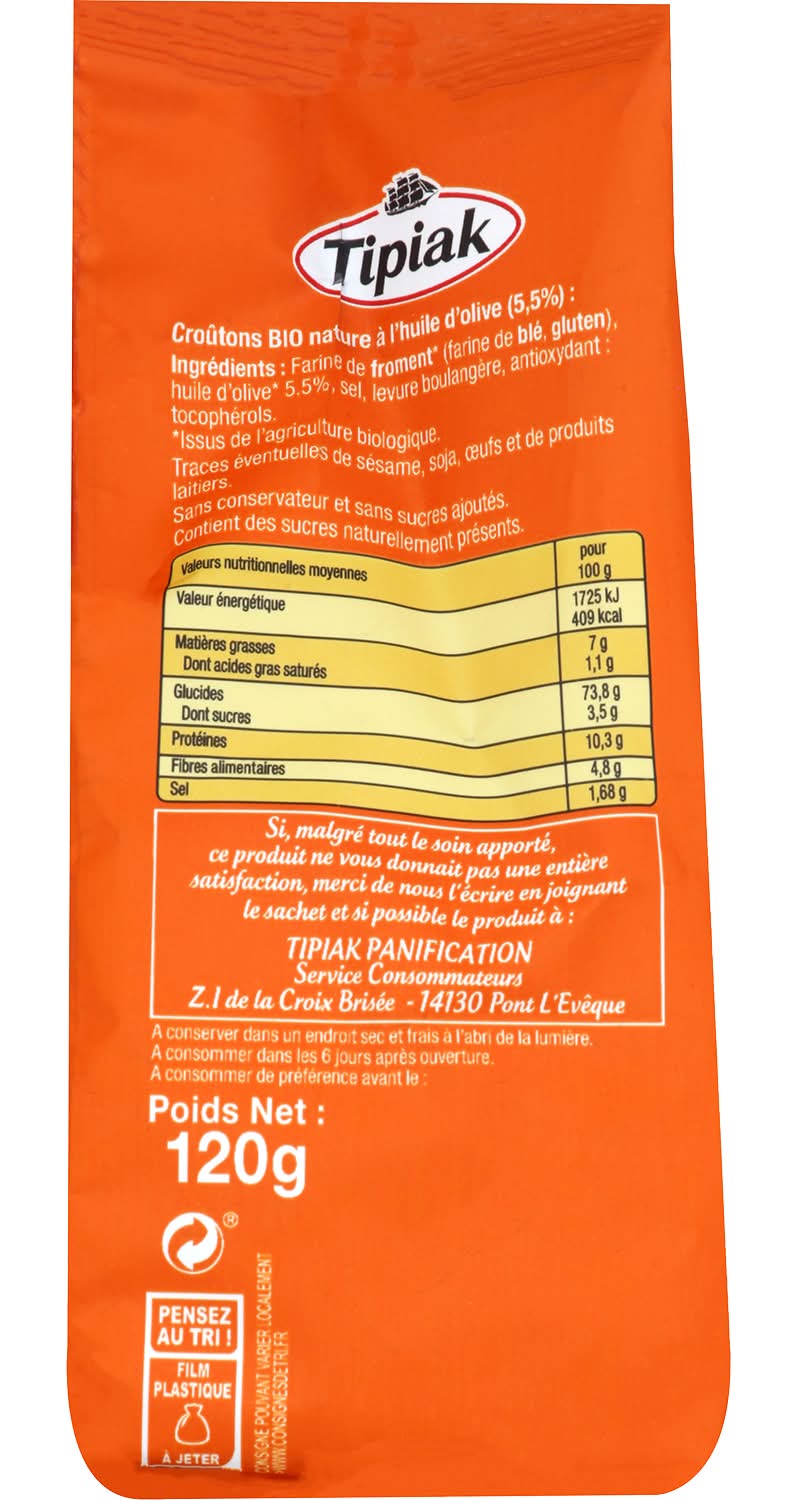 Tipiak
Croûtons BIO nature à l'huile d'olive (5,5%) :
Ingrédients : Farine de froment* (farine de blé, gluten),
huile d'olive* 5.5%, sel, levure boulangère, antioxydant :
tocophérols.
*Issus de l'agriculture biologique.
Traces éventuelles de sésame, soja, œufs et de produits
laitiers.
Sans conservateur et sans sucres ajoutés.
Contient des sucres naturellement présents.
Valeurs nutritionnelles moyennes pour 100 g
Valeur énergétique 1725 kJ
409 kcal
Matières grasses 7 g
Dont acides gras saturés 1,1 g
Glucides 73,8 g
Dont sucres 3,5 g
Protéines 10,3 g
Fibres alimentaires 4,8 g
Sel 1,68 g
Si, malgré tout le soin apporté,
ce produit ne vous donnait pas une entière
satisfaction, merci de nous l'écrire en joignant
le sachet et si possible le produit à :
TIPIAK PANIFICATION
Service Consommateurs
Z.I de la Croix Brisée - 14130 Pont L'Evêque
A conserver dans un endroit sec et frais à l'abri de la lumière.
A consommer dans les 6 jours après ouverture.
A consommer de préférence avant le :
Poids Net :
120g
®
PENSEZ
AU TRI !
FILM
PLASTIQUE
À JETER
CONSIGNE POUVANT VARIER LOCALEMENT
WWW.CONSIGNESDETRI.FR